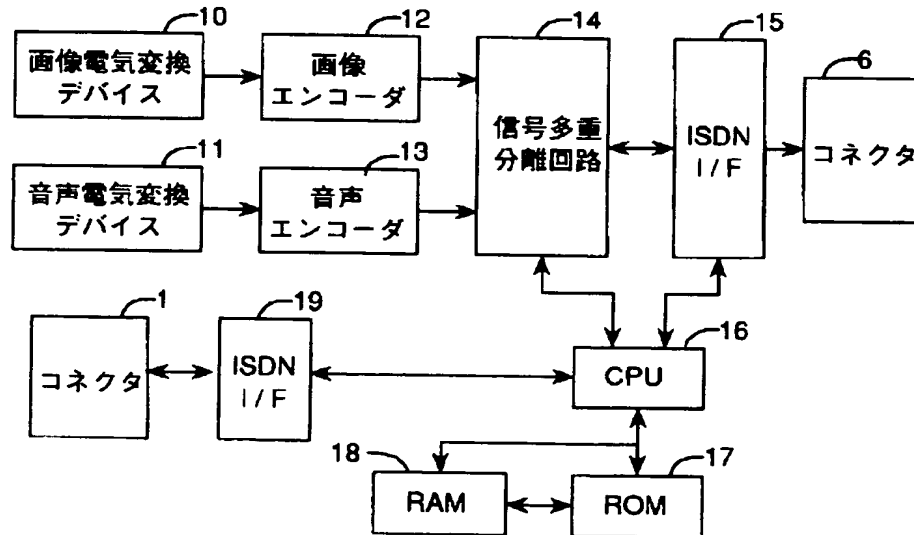 10
画像電気変換
デバイス
12
画像
エンコーダ
14
信号多重
分離回路
15
ISDN
I/F
6
コネクタ
11
音声電気変換
デバイス
13
音声
エンコーダ
1
コネクタ
19
ISDN
I/F
16
CPU
18
RAM
17
ROM